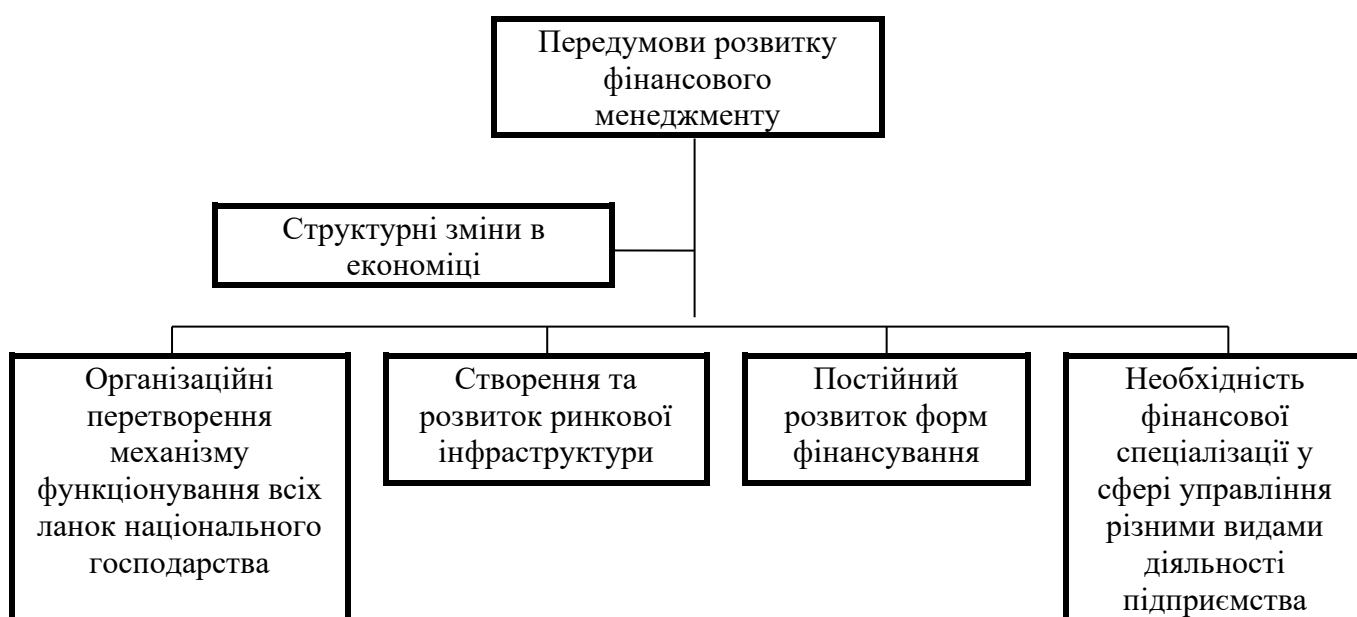 Передумови розвитку
фінансового
менеджменту
Структурні зміни в
економіці
Організаційні
перетворення
механізму
функціонування всіх
ланок національного
господарства
Створення та
розвиток ринкової
інфраструктури
Постійний
розвиток форм
фінансування
Необхідність
фінансової
спеціалізації у
сфері управління
різними видами
діяльності
підприємства